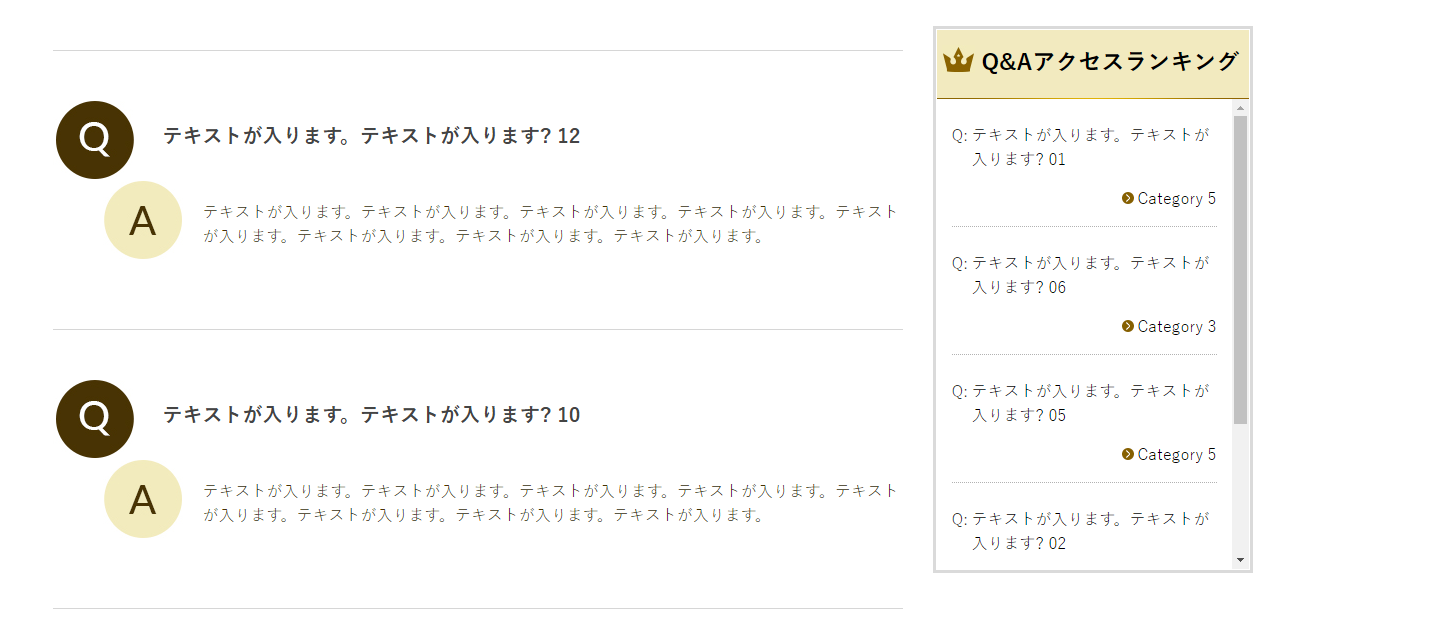 Q
テキストが入ります。テキストが入ります? 12
A
テキストが入ります。テキストが入ります。テキストが入ります。テキストが入ります。テキスト
が入ります。テキストが入ります。テキストが入ります。テキストが入ります。
Q
テキストが入ります。テキストが入ります? 10
A
テキストが入ります。テキストが入ります。テキストが入ります。テキストが入ります。テキスト
が入ります。テキストが入ります。テキストが入ります。テキストが入ります。
Q&Aアクセスランキング
Q: テキストが入ります。テキストが
入ります? 01
Category 5
Q: テキストが入ります。テキストが
入ります? 06
Category 3
Q: テキストが入ります。テキストが
入ります? 05
Category 5
Q: テキストが入ります。テキストが
入ります? 02